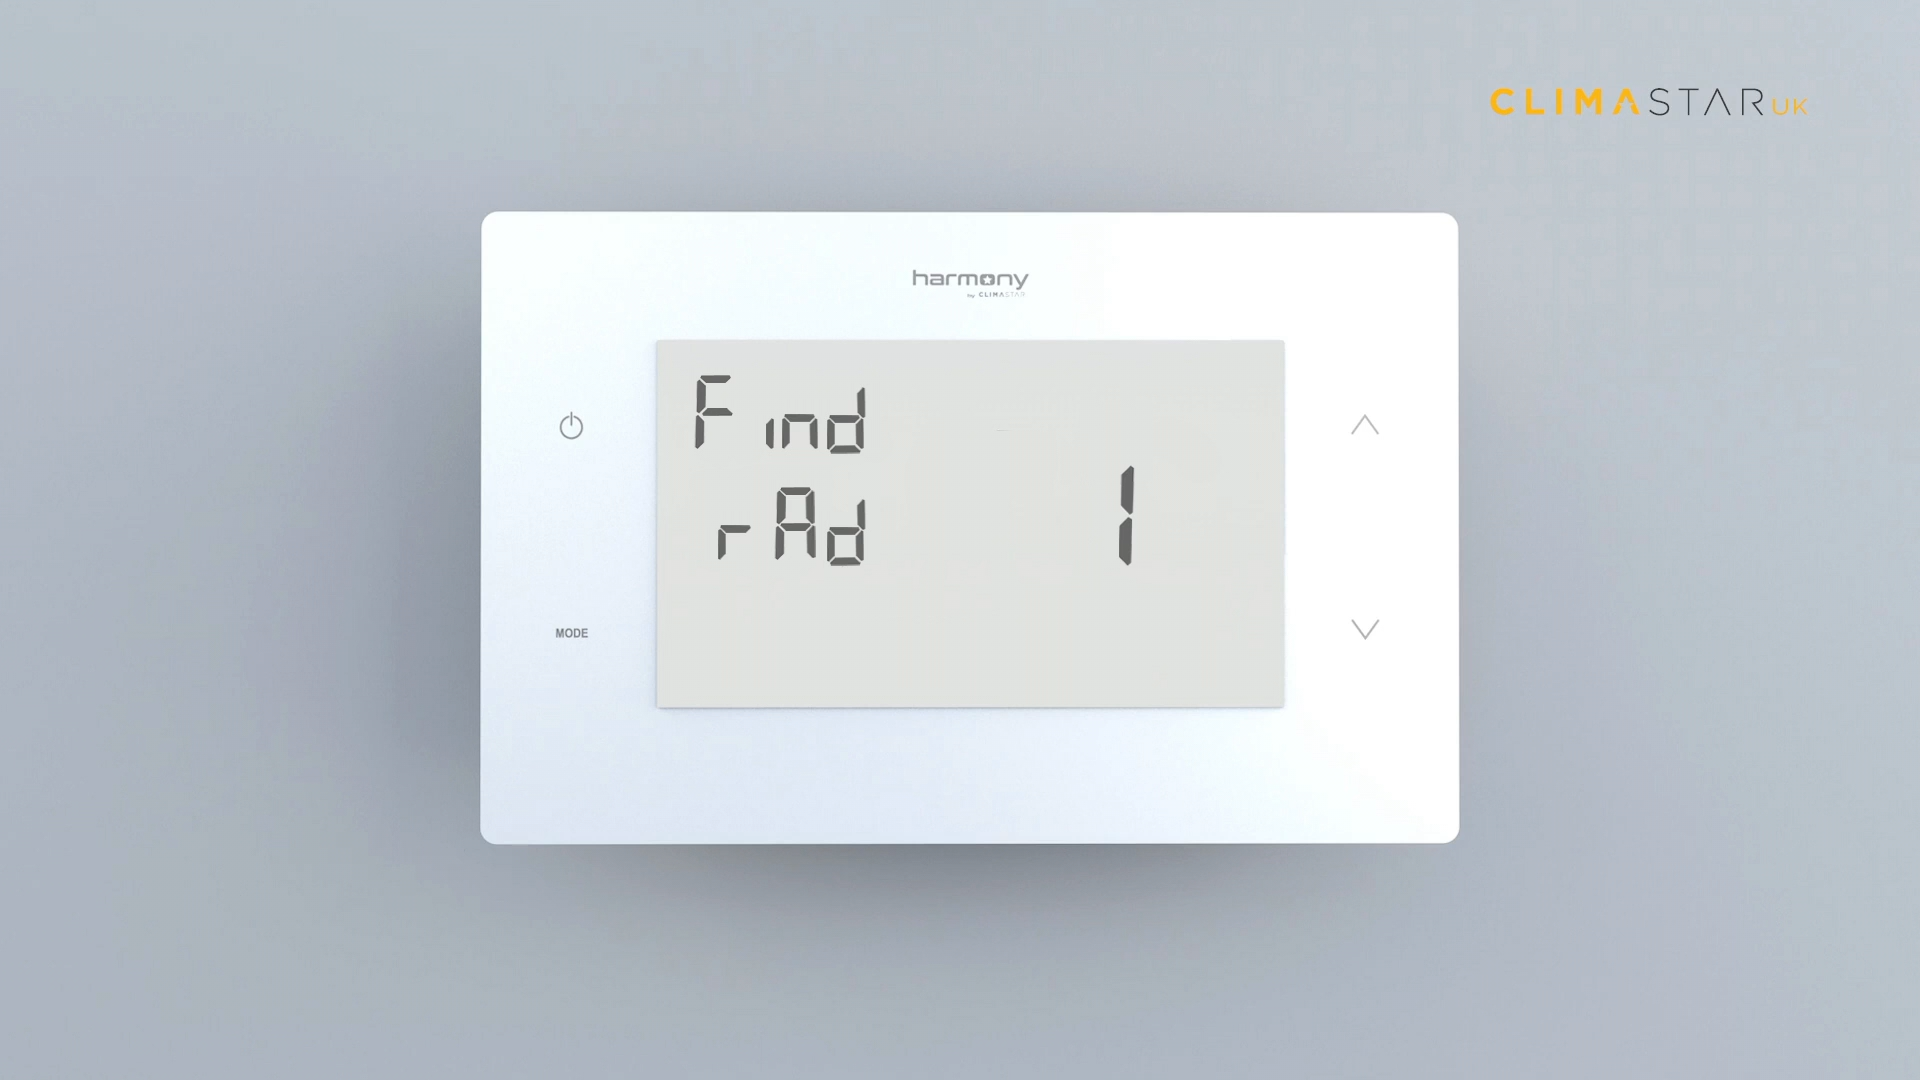 CLIMASTAR UK
harmony
by CLIMASTAR
Find
rAd 1
MODE